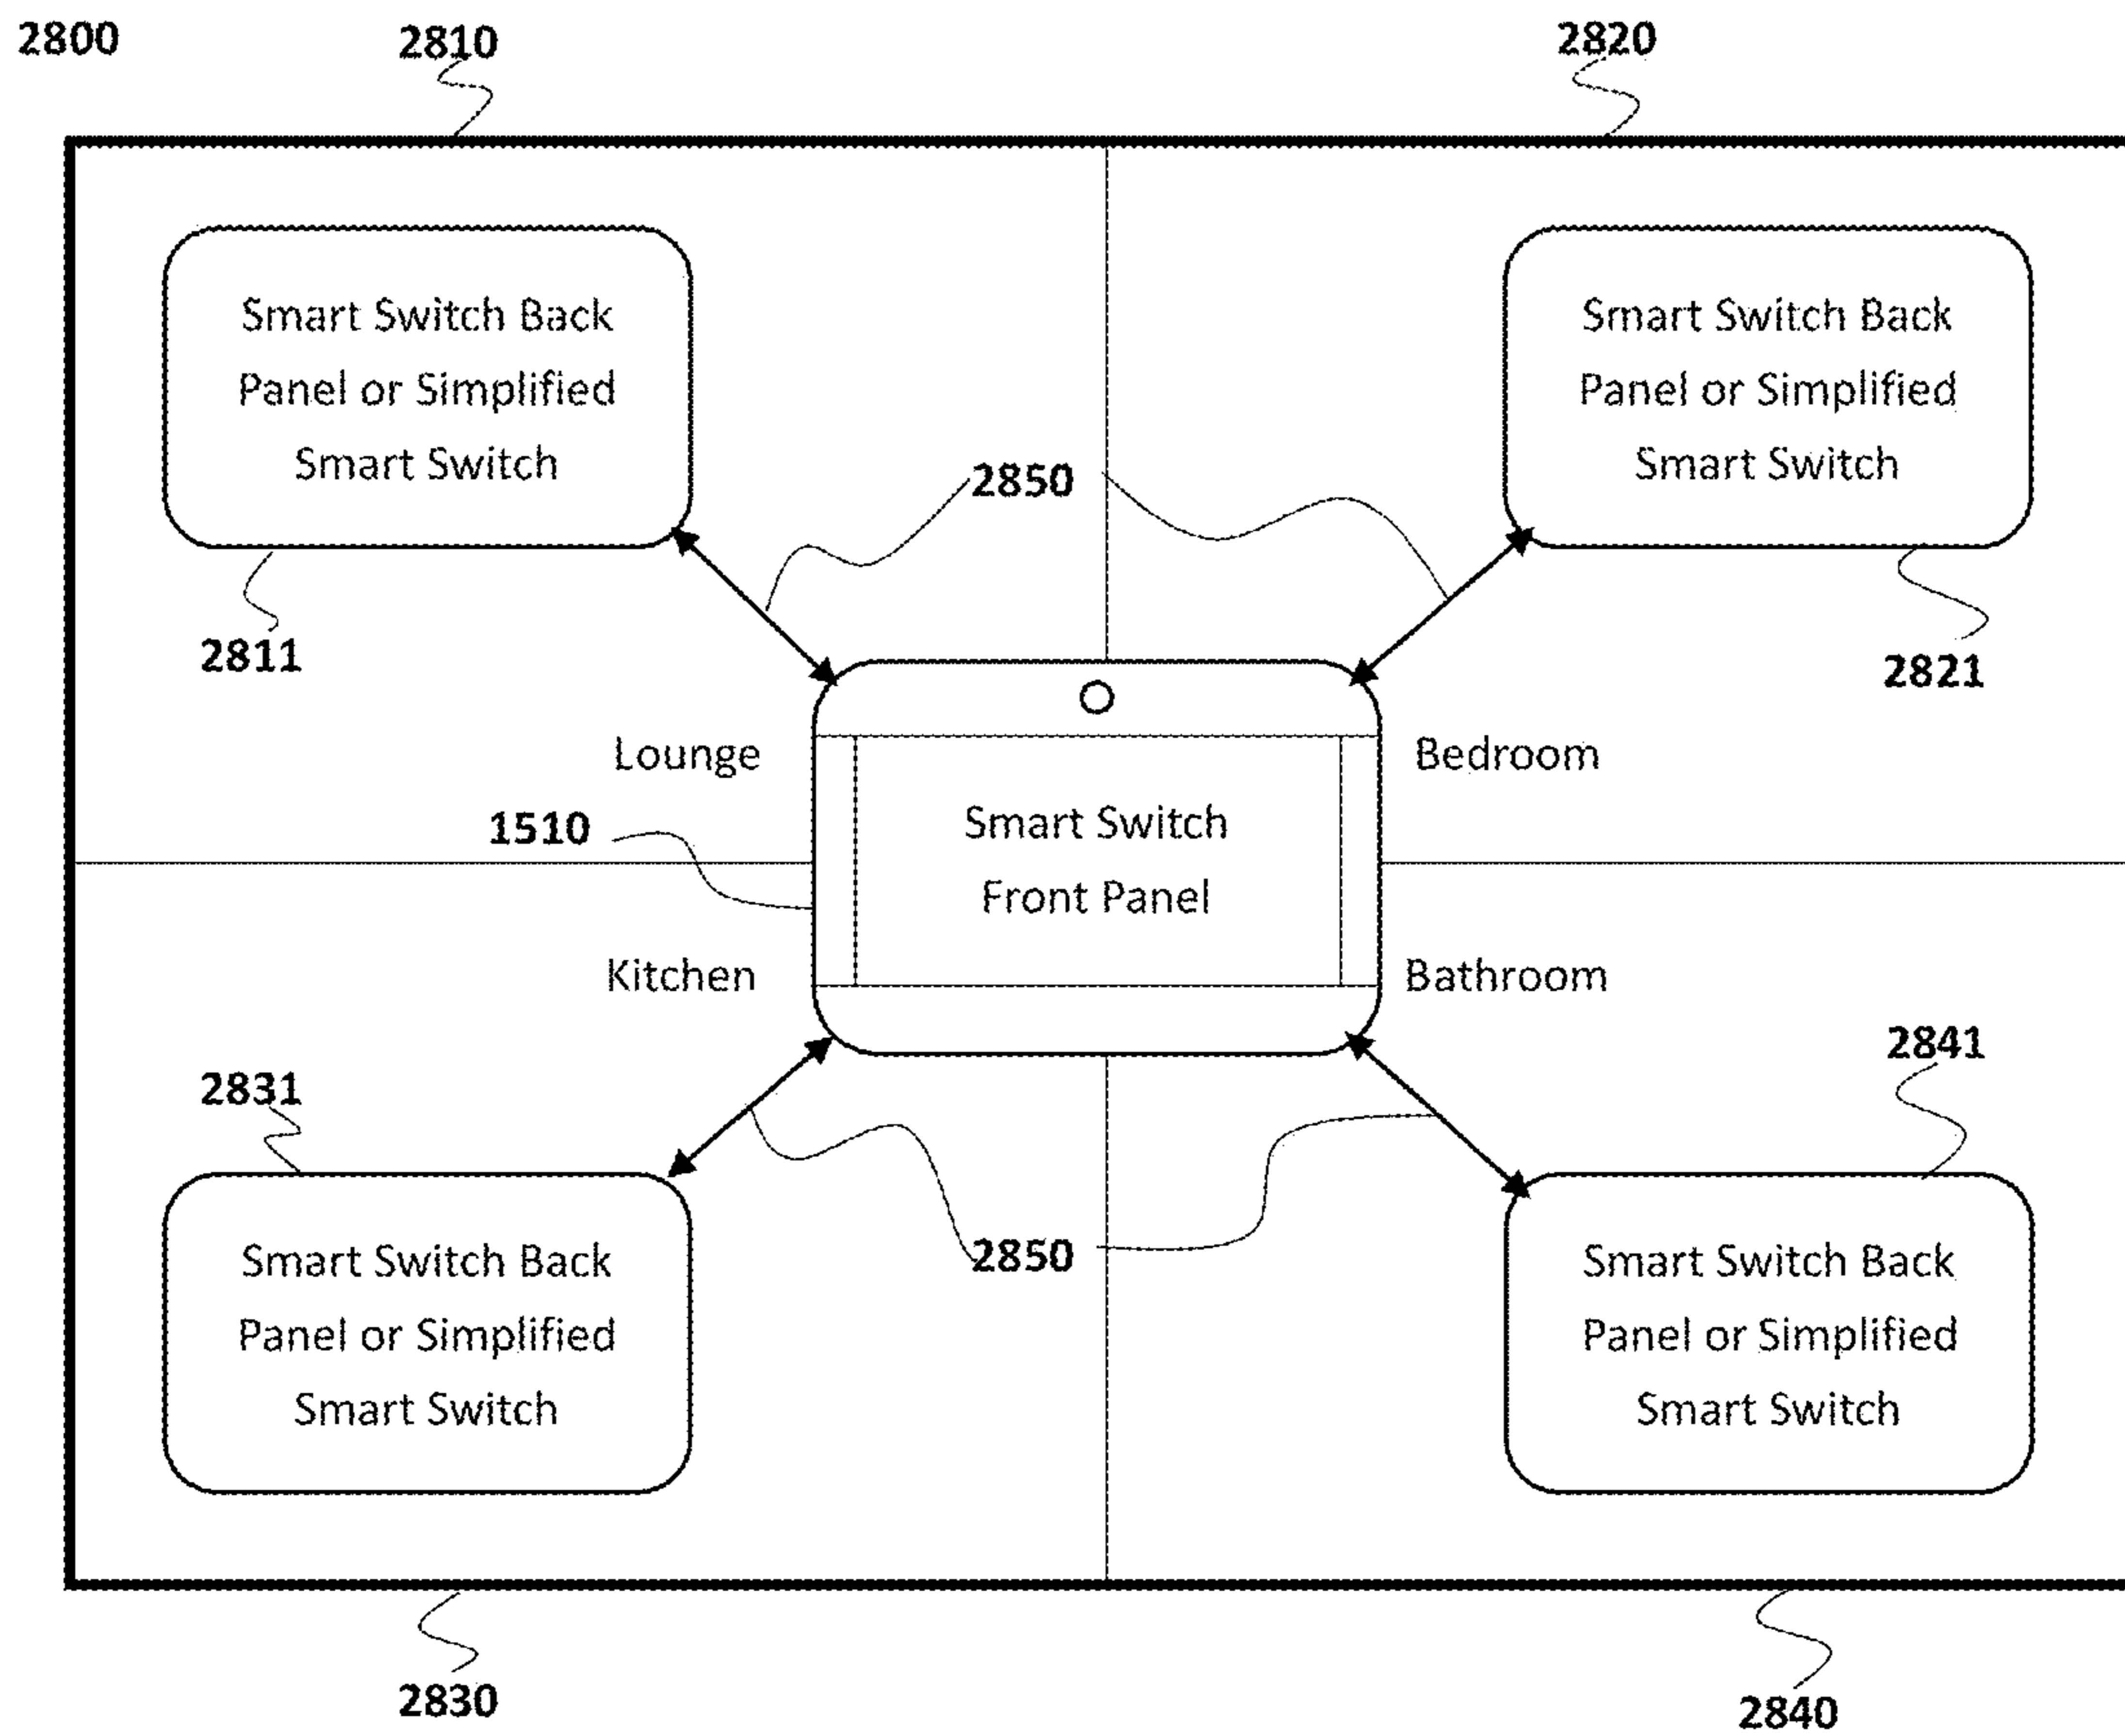 2800
2810
2820
Smart Switch Back
Panel or Simplified
Smart Switch
Smart Switch Back
Panel or Simplified
Smart Switch
2850
2811
2821
Lounge
Bedroom
1510
Smart Switch
Front Panel
Kitchen
Bathroom
2831
2841
2850
Smart Switch Back
Panel or Simplified
Smart Switch
Smart Switch Back
Panel or Simplified
Smart Switch
2830
2840